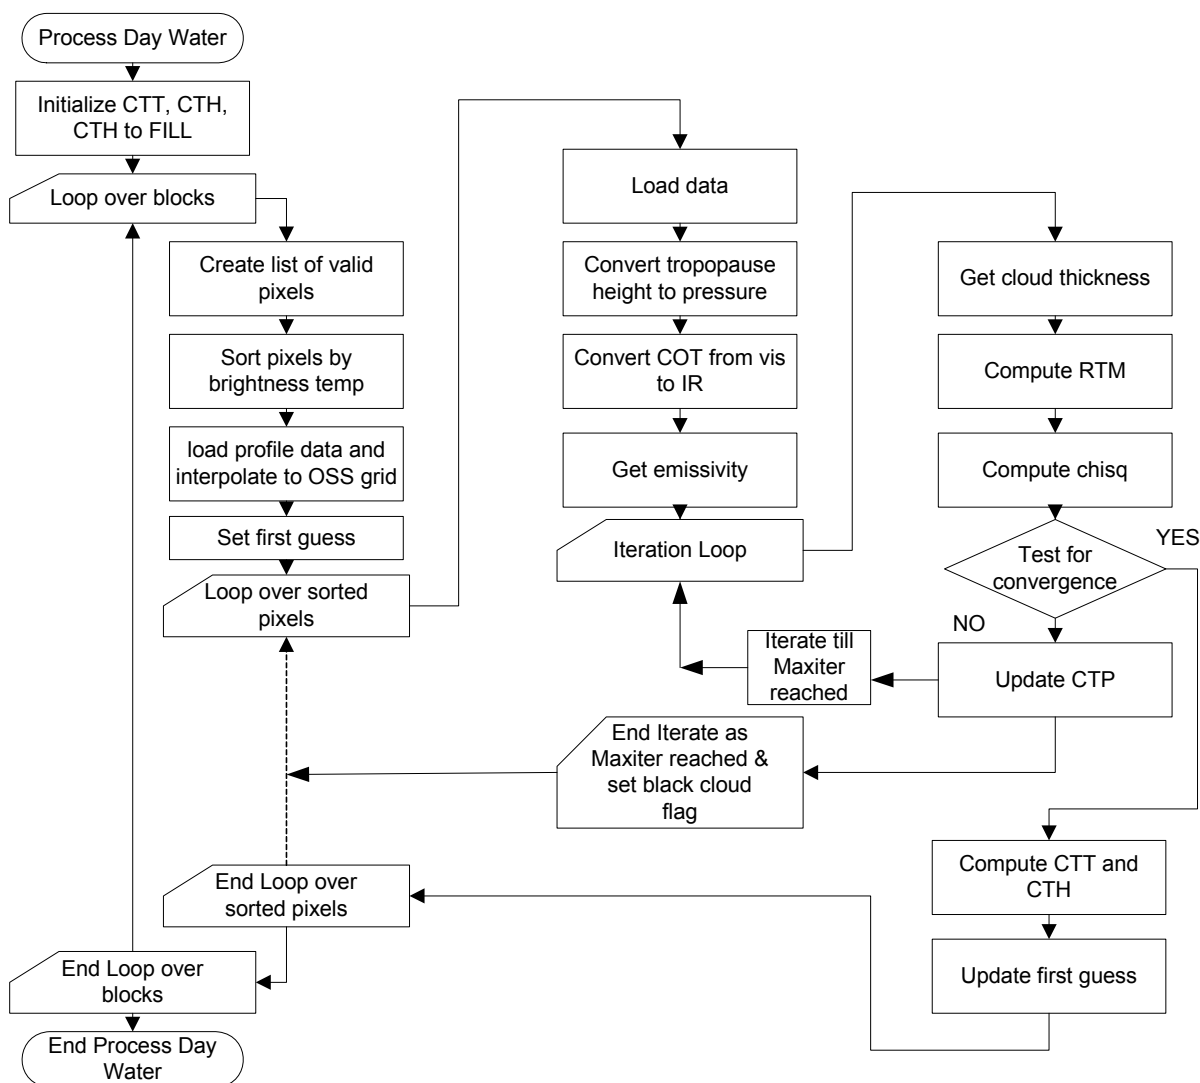 Process Day Water
Initialize CTT, CTH,
CTH to FILL
Loop over blocks
Create list of valid
pixels
Sort pixels by
brightness temp
load profile data and
interpolate to OSS grid
Set first guess
Loop over sorted
pixels
Load data
Convert tropopause
height to pressure
Convert COT from vis
to IR
Get emissivity
Iteration Loop
Get cloud thickness
Compute RTM
Compute chisq
Test for
convergence
YES
NO
Update CTP
Iterate till
Maxiter
reached
End Iterate as
Maxiter reached &
set black cloud
flag
Compute CTT and
CTH
Update first guess
End Loop over
sorted pixels
End Loop over
blocks
End Process Day
Water